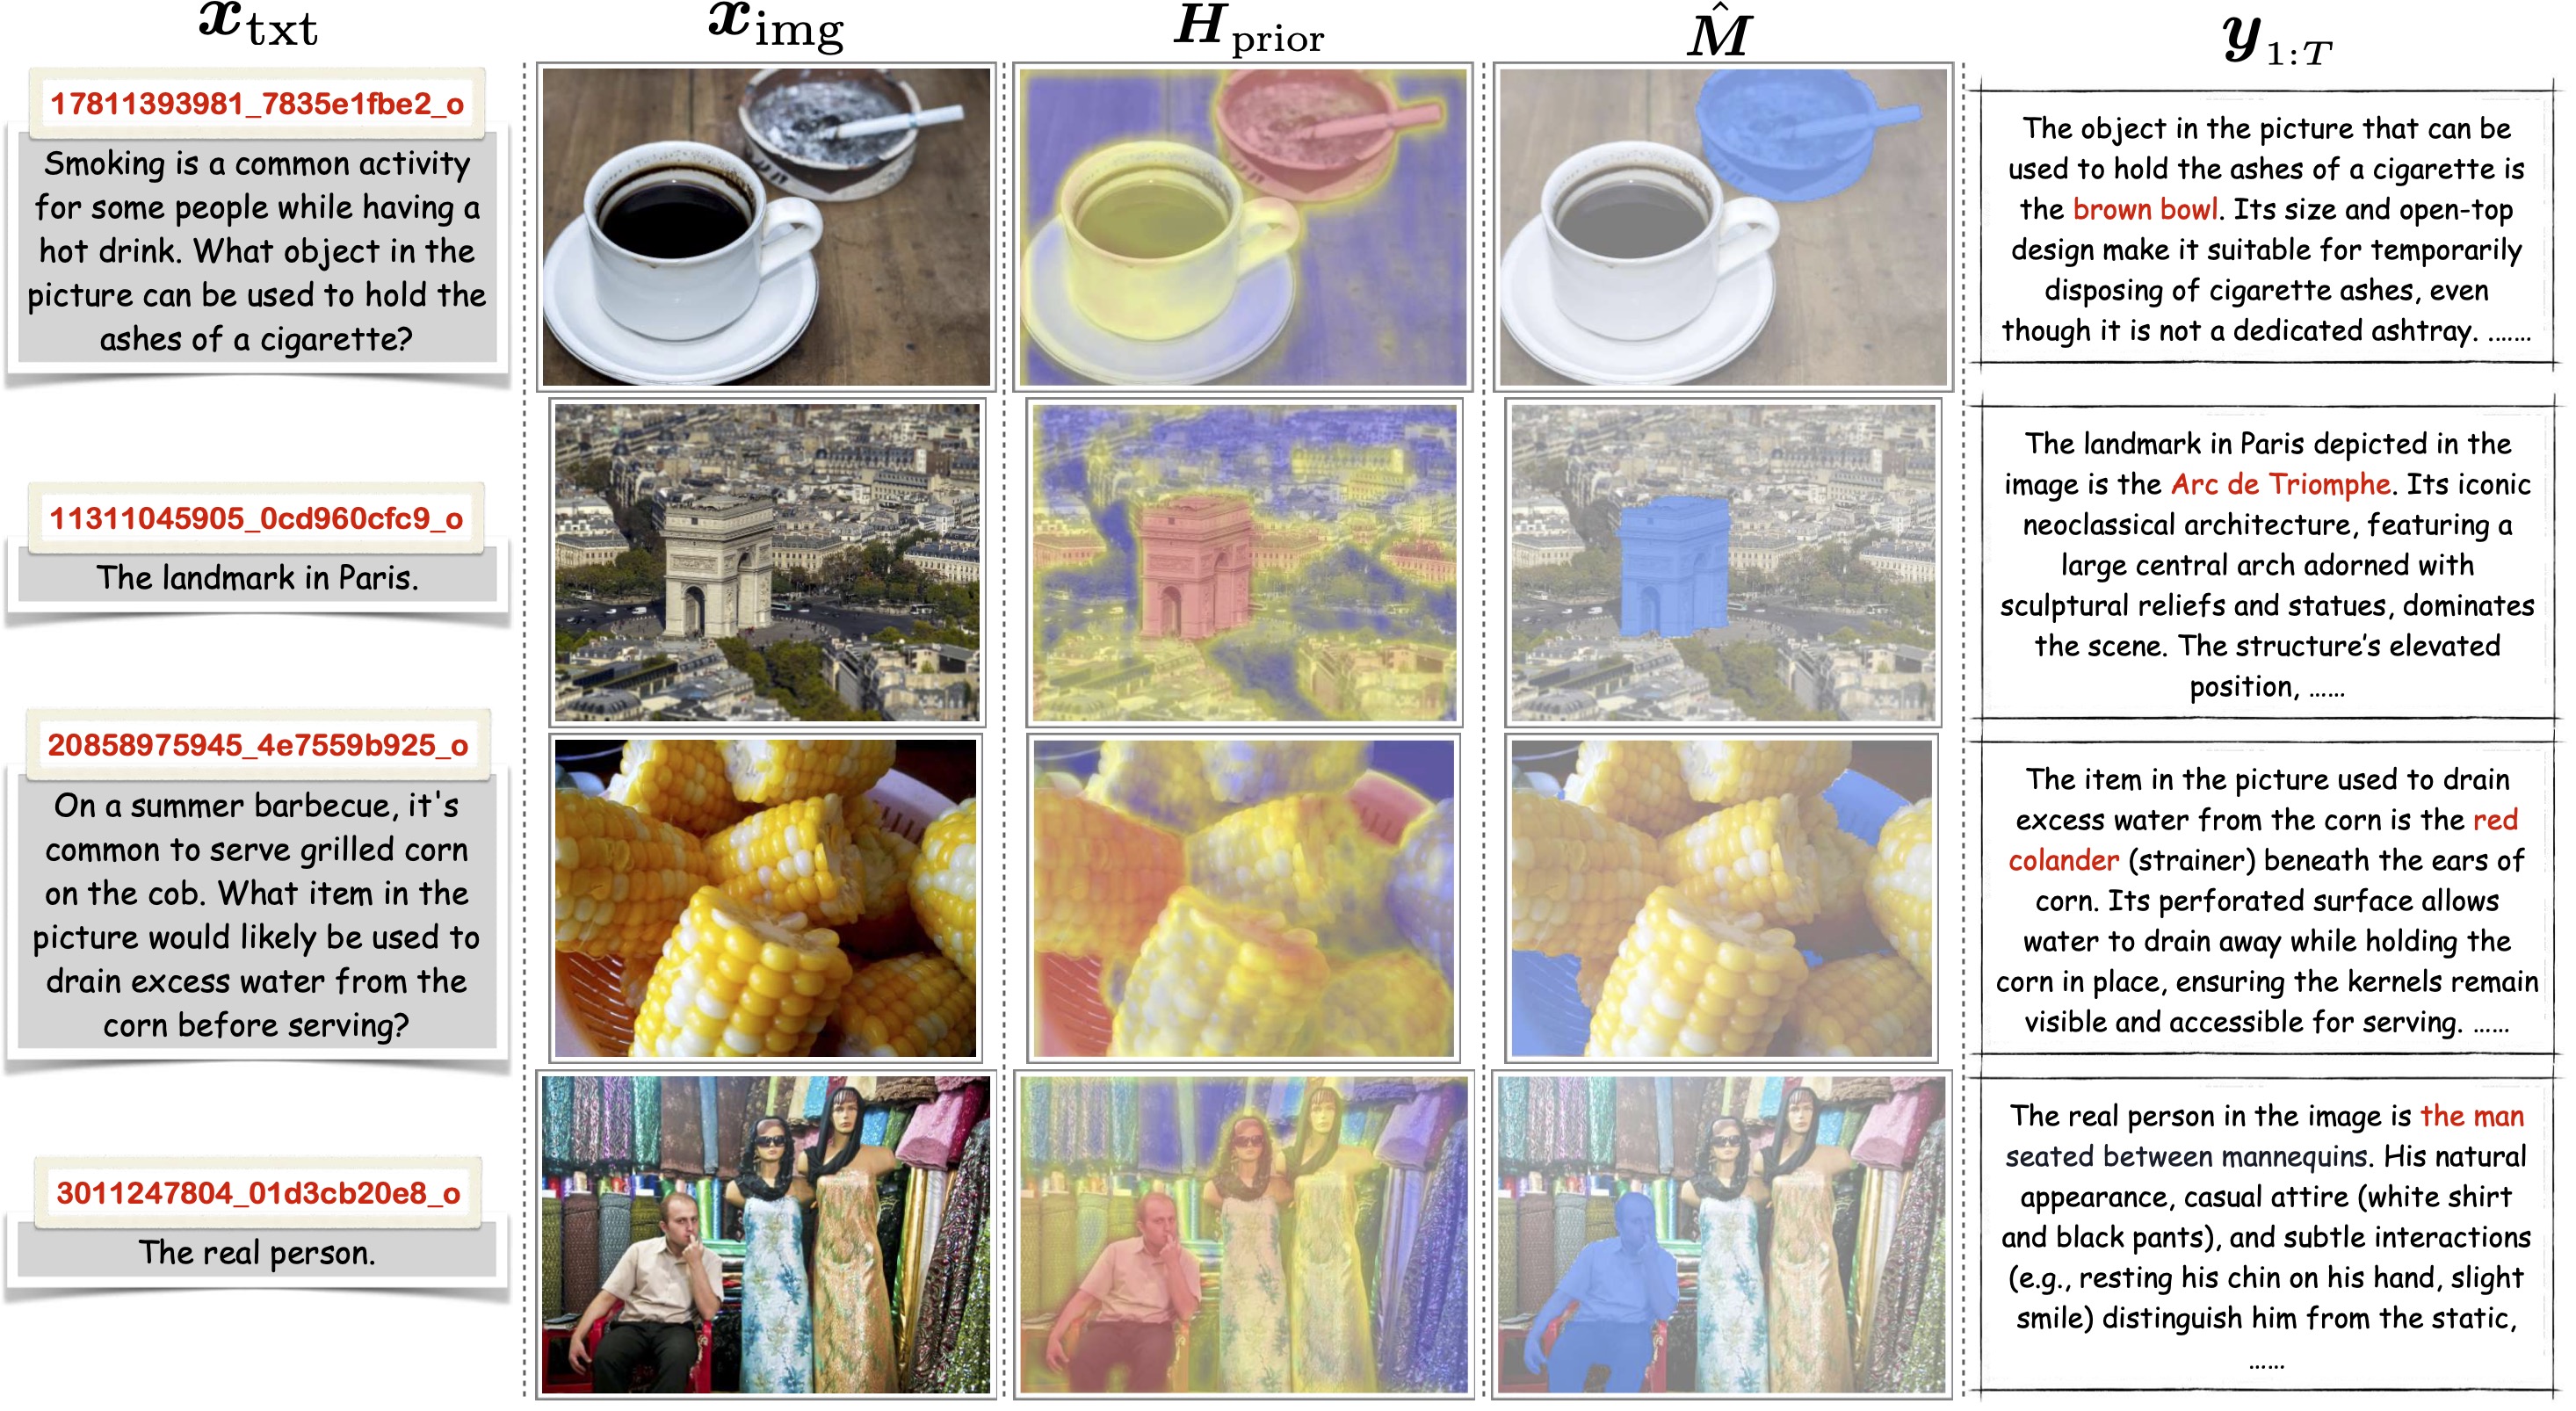 x_txt x_img H_prior M̂ y_1:T
17811393981_7835e1fbe2_o
Smoking is a common activity
for some people while having a
hot drink. What object in the
picture can be used to hold the
ashes of a cigarette?
The object in the picture that can be
used to hold the ashes of a cigarette is
the brown bowl. Its size and open-top
design make it suitable for temporarily
disposing of cigarette ashes, even
though it is not a dedicated ashtray. .......
11311045905_0cd960cfc9_o
The landmark in Paris.
The landmark in Paris depicted in the
image is the Arc de Triomphe. Its iconic
neoclassical architecture, featuring a
large central arch adorned with
sculptural reliefs and statues, dominates
the scene. The structure's elevated
position, ......
20858975945_4e7559b925_o
On a summer barbecue, it's
common to serve grilled corn
on the cob. What item in the
picture would likely be used to
drain excess water from the
corn before serving?
The item in the picture used to drain
excess water from the corn is the red
colander (strainer) beneath the ears of
corn. Its perforated surface allows
water to drain away while holding the
corn in place, ensuring the kernels remain
visible and accessible for serving. ......
3011247804_01d3cb20e8_o
The real person.
The real person in the image is the man
seated between mannequins. His natural
appearance, casual attire (white shirt
and black pants), and subtle interactions
(e.g., resting his chin on his hand, slight
smile) distinguish him from the static,
......